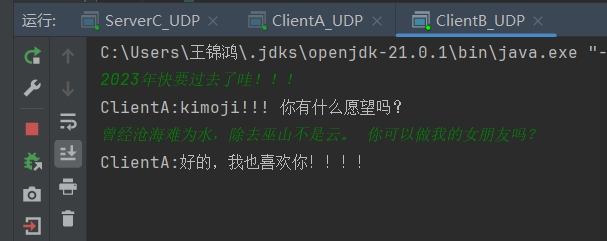 运行: ServerC_UDP × ClientA_UDP × ClientB_UDP ×
C:\Users\王锦鸿\.jdks\openjdk-21.0.1\bin\java.exe "-
2023年快要过去了哇！！！
ClientA:kimoji!!! 你有什么愿望吗？
曾经沧海难为水，除去巫山不是云。 你可以做我的女朋友吗？
ClientA:好的，我也喜欢你！！！！